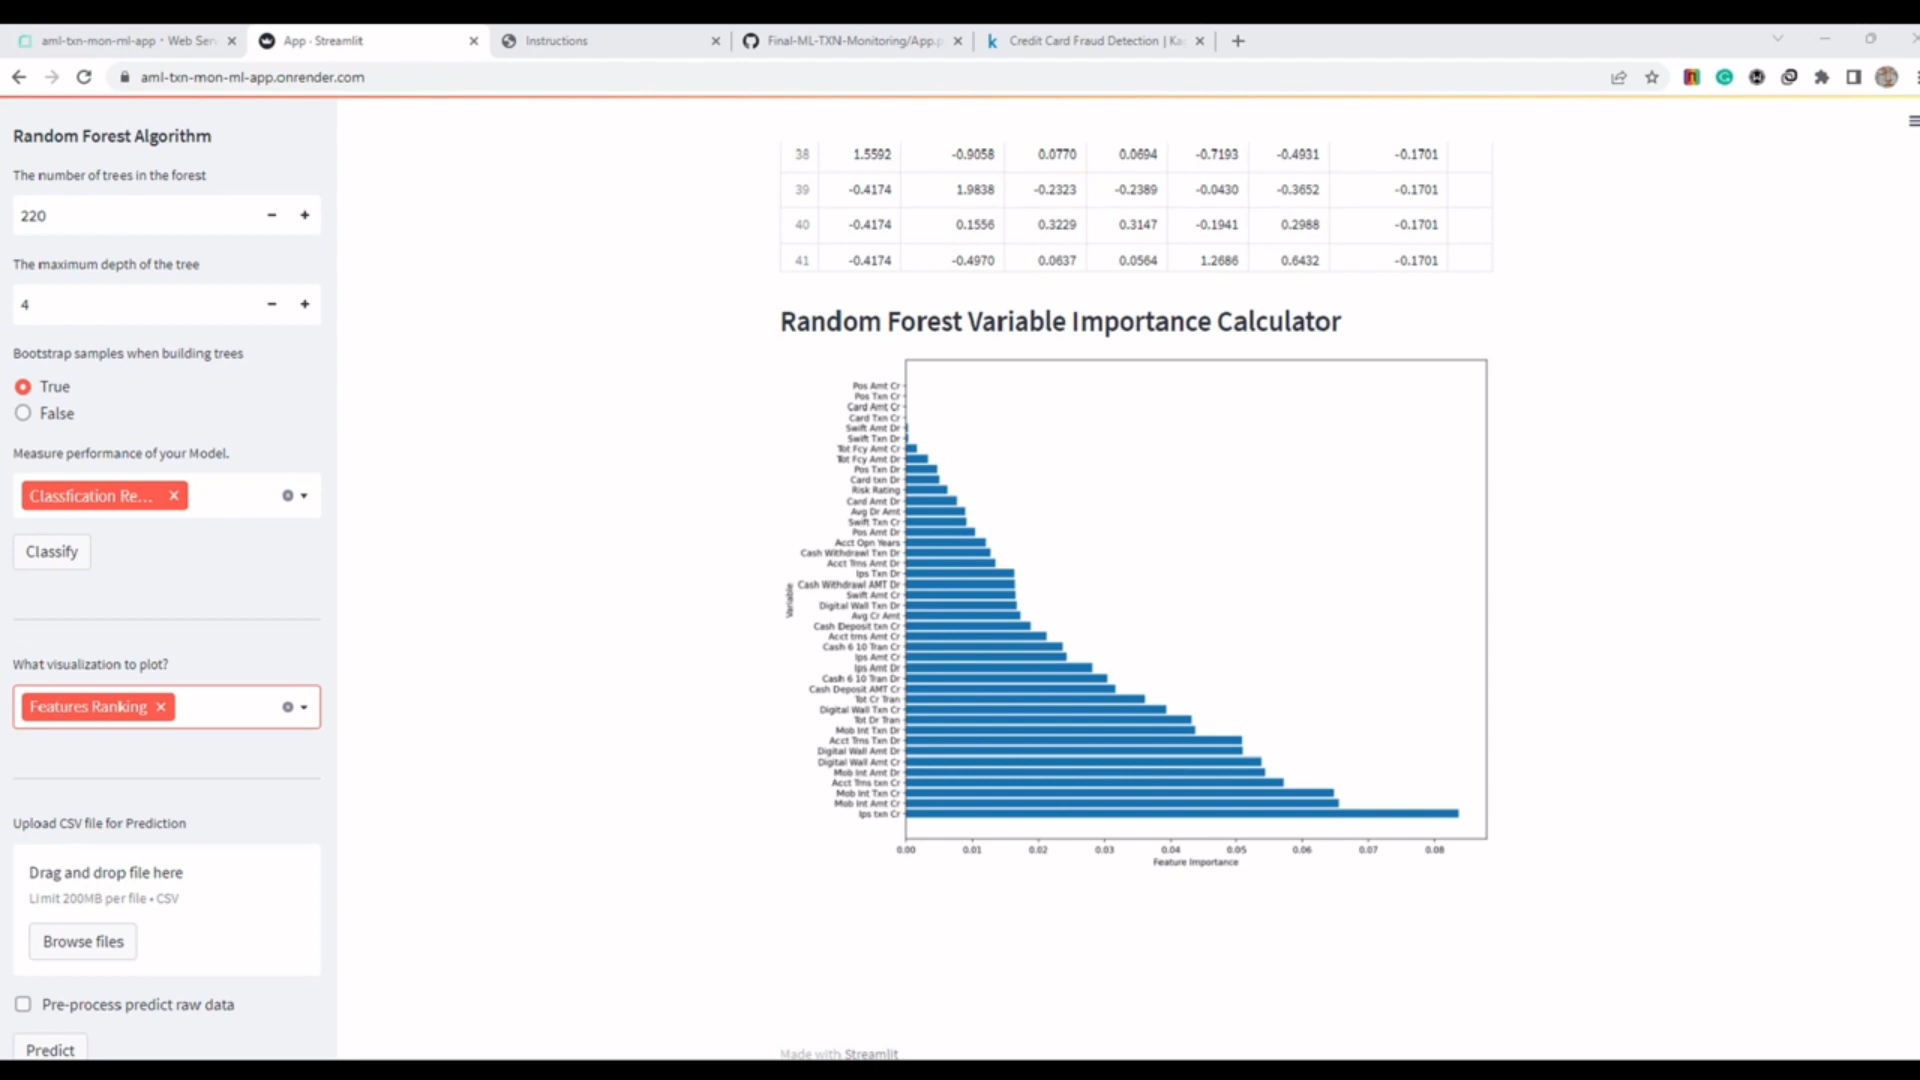 aml-txn-mon-ml-app · Web Serv
App · Streamlit
Instructions
Final-ML-TXN-Monitoring/App.p
Credit Card Fraud Detection | Ka
aml-txn-mon-ml-app.onrender.com
Random Forest Algorithm
The number of trees in the forest
220
The maximum depth of the tree
4
Bootstrap samples when building trees
True
False
Measure performance of your Model.
Classfication Re...
Classify
What visualization to plot?
Features Ranking
Upload CSV file for Prediction
Drag and drop file here
Limit 200MB per file • CSV
Browse files
Pre-process predict raw data
Predict
38 1.5592 -0.9058 0.0770 0.0694 -0.7193 -0.4931 -0.1701
39 -0.4174 1.9838 -0.2323 -0.2389 -0.0430 -0.3652 -0.1701
40 -0.4174 0.1556 0.3229 0.3147 -0.1941 0.2988 -0.1701
41 -0.4174 -0.4970 0.0637 0.0564 1.2686 0.6432 -0.1701
Random Forest Variable Importance Calculator
Pos Amt Cr
Pos Txn Cr
Card Amt Cr
Card Txn Cr
Swift Amt Dr
Swift Txn Dr
Tot Fcy Amt Cr
Tot Fcy Amt Dr
Pos Txn Dr
Card txn Dr
Risk Rating
Card Amt Dr
Avg Dr Amt
Swift Txn Cr
Pos Amt Dr
Acct Opn Years
Cash Withdrawl Txn Dr
Acct Trns Amt Dr
Ips Txn Dr
Cash Withdrawl AMT Dr
Swift Amt Cr
Digital Wall Txn Dr
Avg Cr Amt
Cash Deposit txn Cr
Acct trns Amt Cr
Cash 6 10 Tran Cr
Ips Amt Cr
Ips Amt Dr
Cash 6 10 Tran Dr
Cash Deposit AMT Cr
Tot Cr Tran
Digital Wall Txn Cr
Tot Dr Tran
Mob Int Txn Dr
Acct Trns Txn Dr
Digital Wall Amt Dr
Digital Wall Amt Cr
Mob Int Amt Dr
Acct Trns txn Cr
Mob Int Txn Cr
Mob Int Amt Cr
Ips txn Cr
Variable
0.00 0.01 0.02 0.03 0.04 0.05 0.06 0.07 0.08
Feature Importance
Made with Streamlit